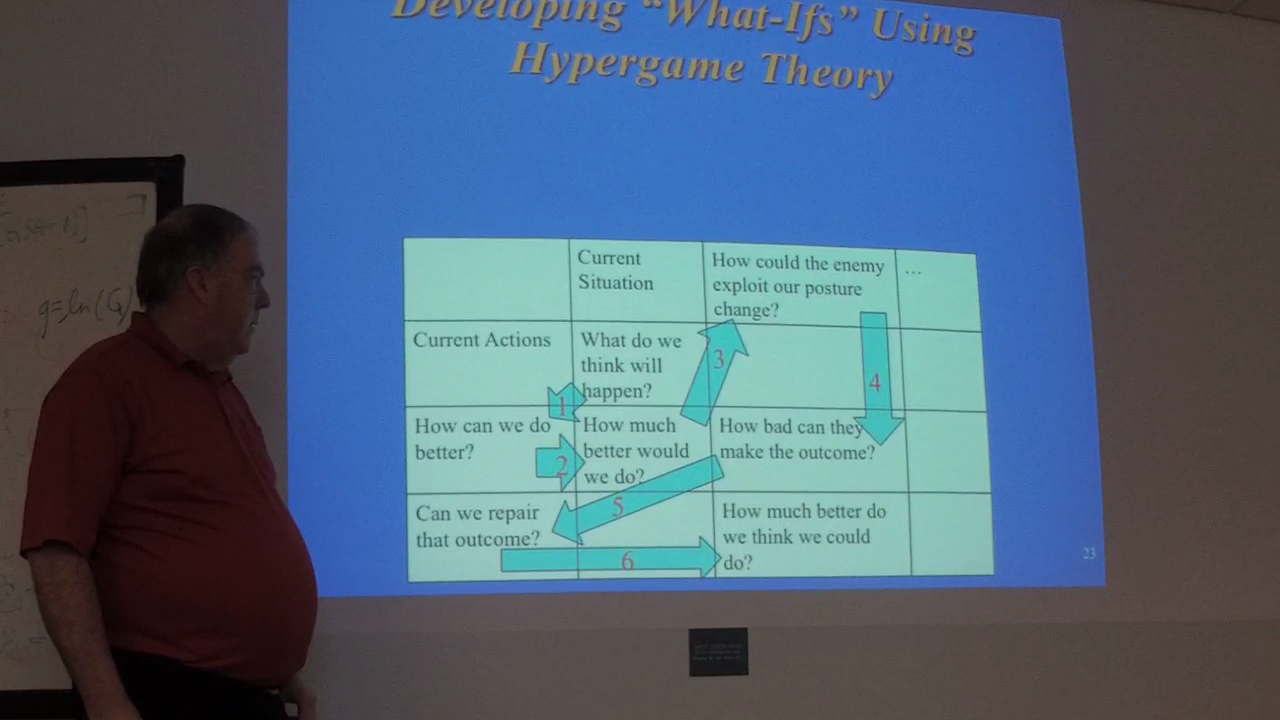 Developing “What-Ifs” Using
Hypergame Theory
Current
Situation
How could the enemy
exploit our posture
change?
...
Current Actions
What do we
think will
happen?
3
4
1
How can we do
better?
2
How much
better would
we do?
How bad can they
make the outcome?
5
Can we repair
that outcome?
6
How much better do
we think we could
do?
23
g=ln(G)